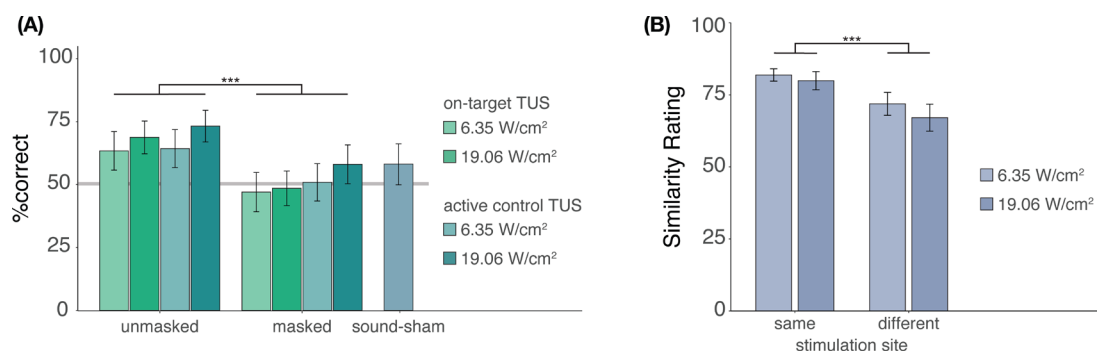 (A)
100
75
50
25
0
%correct
***
unmasked
masked
sound-sham
on-target TUS
6.35 W/cm²
19.06 W/cm²
active control TUS
6.35 W/cm²
19.06 W/cm²
(B)
100
75
50
25
0
Similarity Rating
***
same
different
stimulation site
6.35 W/cm²
19.06 W/cm²